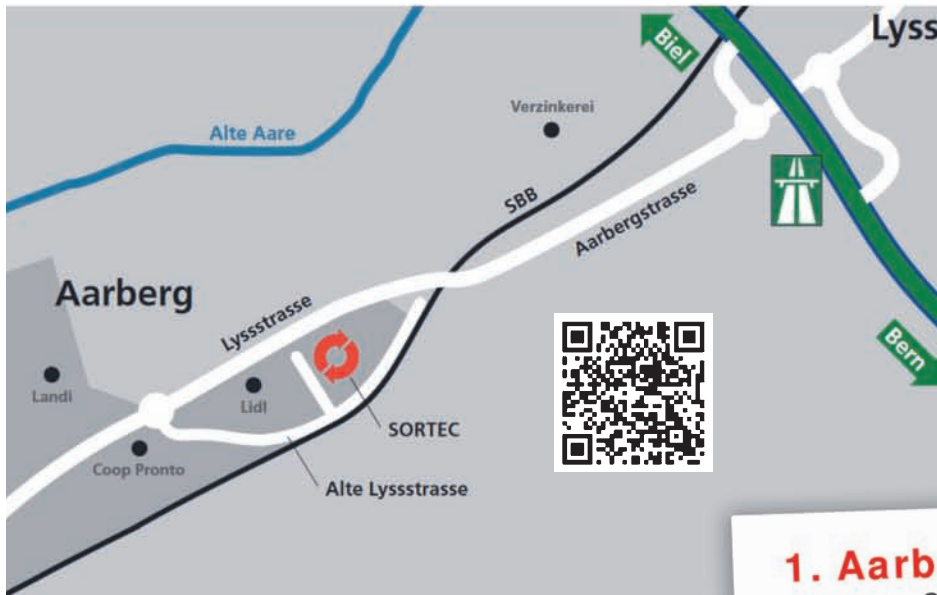 Lyss
Biel
Verzinkerei
Alte Aare
SBB
Aarbergstrasse
Aarberg
Lyssstrasse
Bern
Landi
Lidl
SORTEC
Coop Pronto
Alte Lyssstrasse
1. Aarb